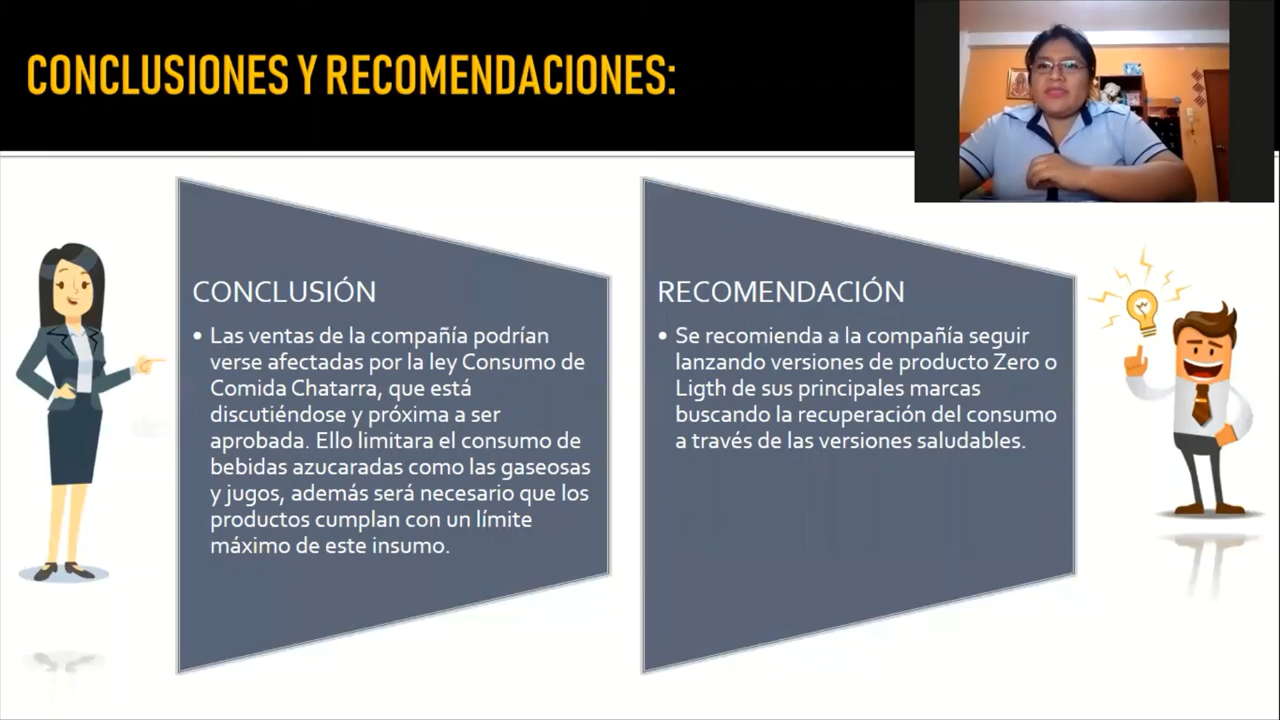 CONCLUSIONES Y RECOMENDACIONES:
CONCLUSIÓN
• Las ventas de la compañía podrían
verse afectadas por la ley Consumo de
Comida Chatarra, que está
discutiéndose y próxima a ser
aprobada. Ello limitara el consumo de
bebidas azucaradas como las gaseosas
y jugos, además será necesario que los
productos cumplan con un límite
máximo de este insumo.
RECOMENDACIÓN
• Se recomienda a la compañía seguir
lanzando versiones de producto Zero o
Ligth de sus principales marcas
buscando la recuperación del consumo
a través de las versiones saludables.